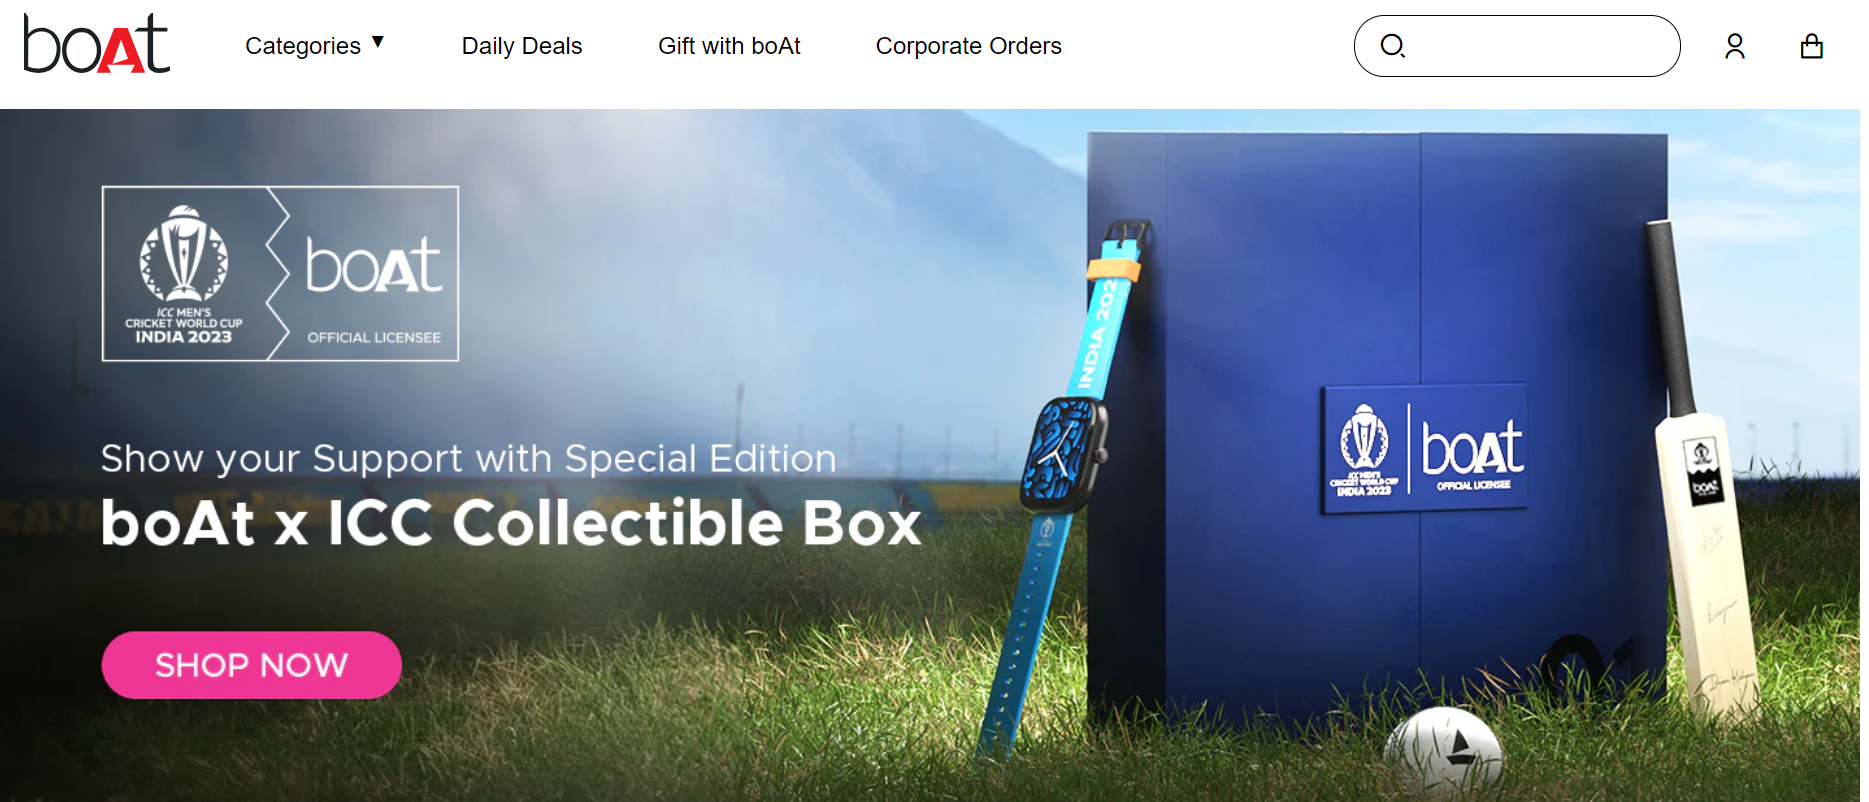 boAt
Categories ▼
Daily Deals
Gift with boAt
Corporate Orders
ICC MEN'S
CRICKET WORLD CUP
INDIA 2023
boAt
OFFICIAL LICENSEE
Show your Support with Special Edition
boAt x ICC Collectible Box
SHOP NOW
INDIA 202
ICC MEN'S
CRICKET WORLD CUP
INDIA 2023
boAt
OFFICIAL LICENSEE
boAt
01